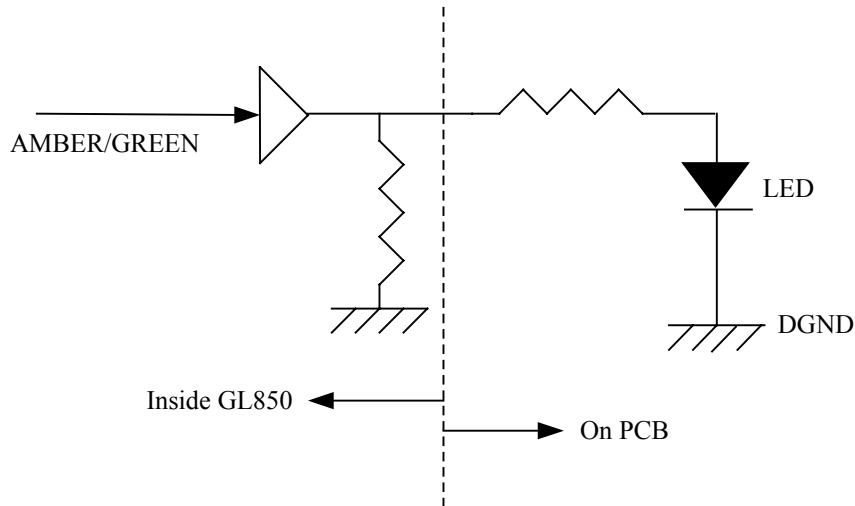 AMBER/GREEN
LED
DGND
Inside GL850
On PCB